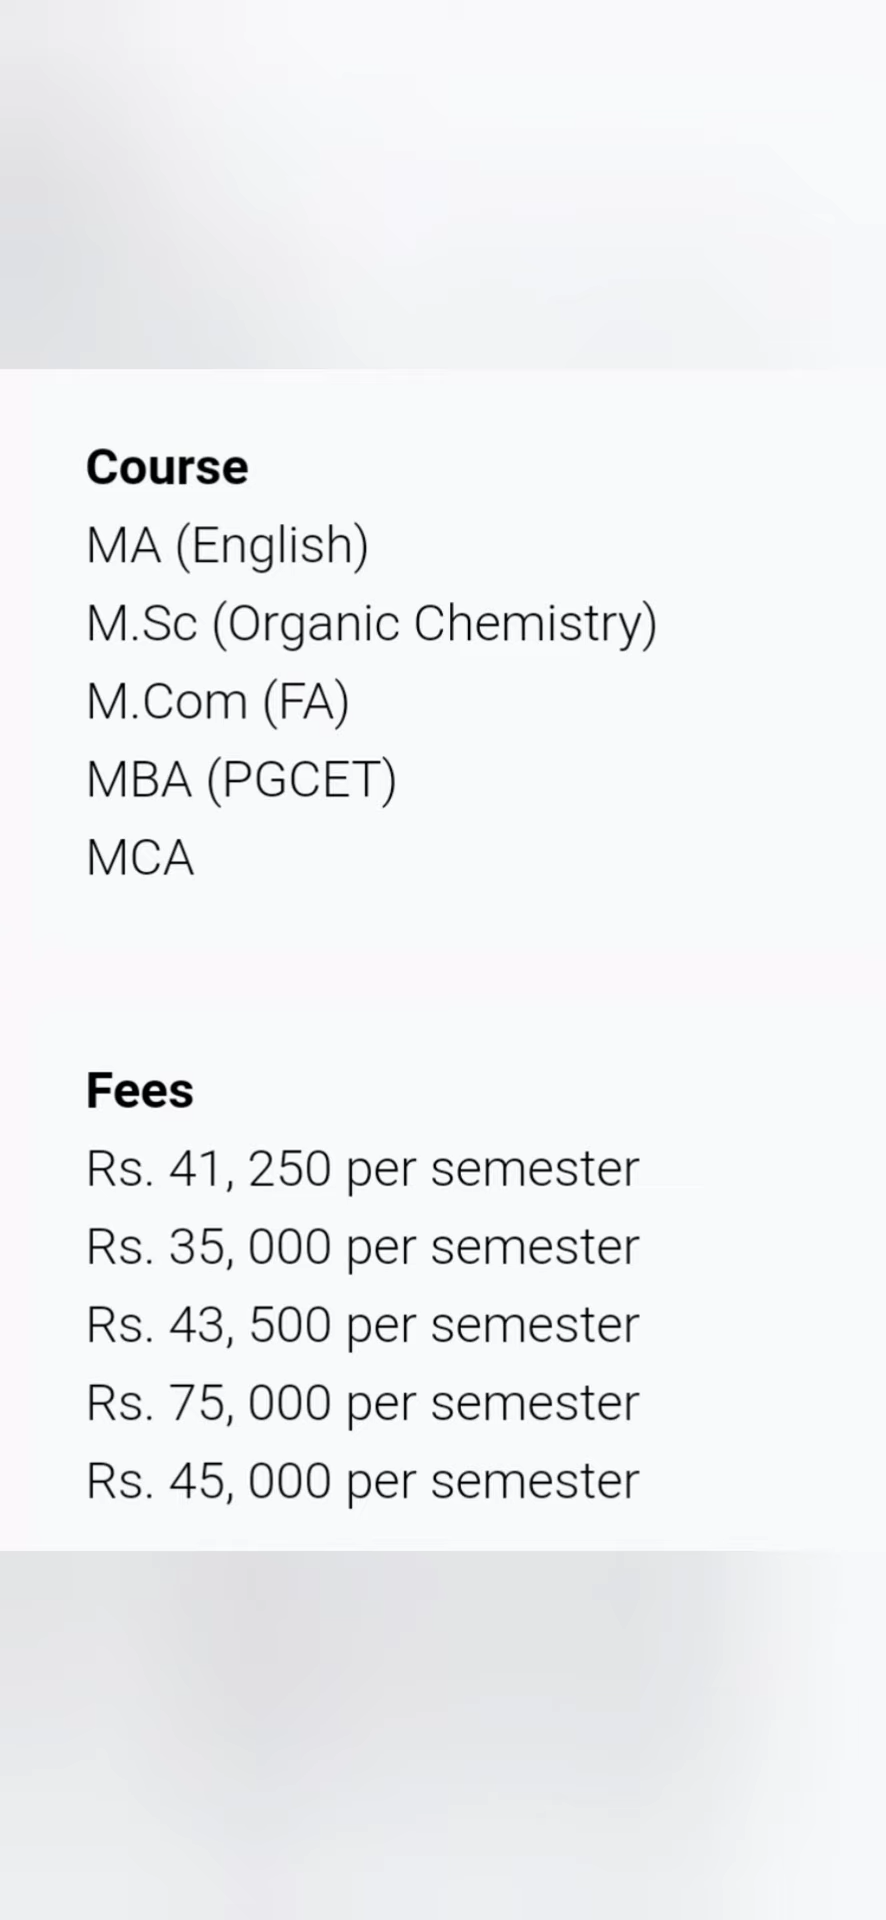 Course
MA (English)
M.Sc (Organic Chemistry)
M.Com (FA)
MBA (PGCET)
MCA
Fees
Rs. 41, 250 per semester
Rs. 35, 000 per semester
Rs. 43, 500 per semester
Rs. 75, 000 per semester
Rs. 45, 000 per semester